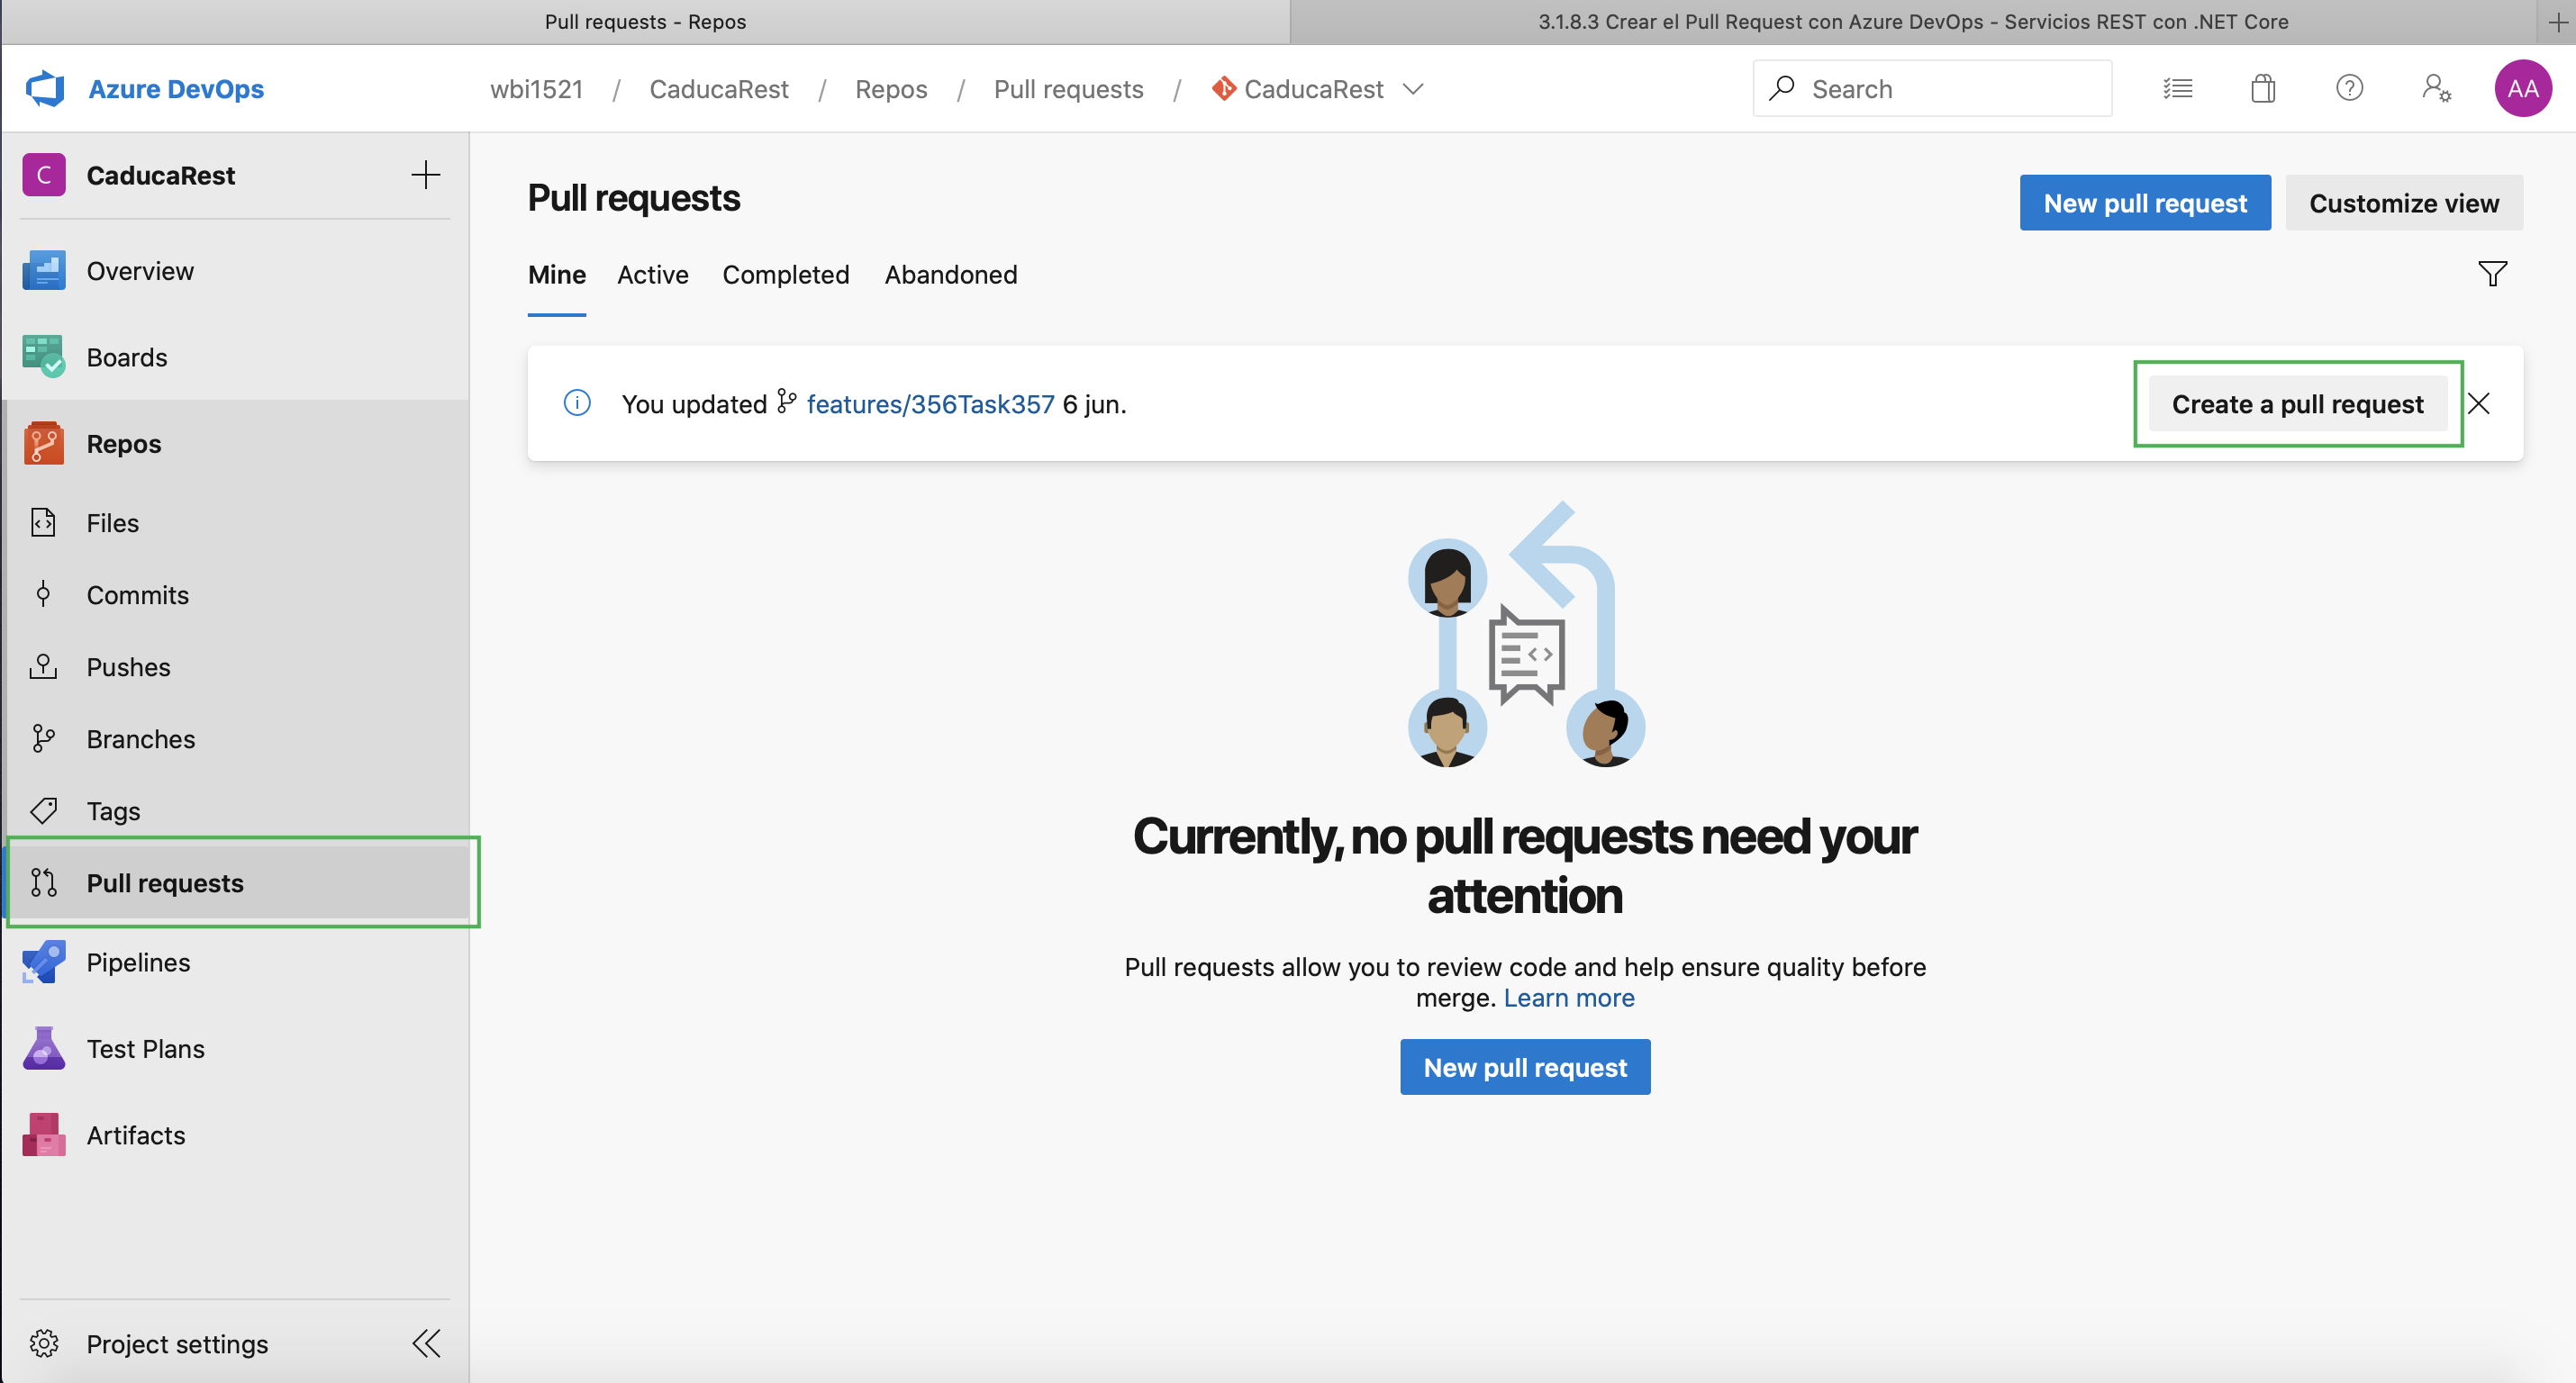 Pull requests - Repos
3.1.8.3 Crear el Pull Request con Azure DevOps - Servicios REST con .NET Core
Azure DevOps
wbi1521 / CaducaRest / Repos / Pull requests / CaducaRest
Search
AA
C CaducaRest
Overview
Boards
Repos
Files
Commits
Pushes
Branches
Tags
Pull requests
Pipelines
Test Plans
Artifacts
Project settings
Pull requests
New pull request
Customize view
Mine Active Completed Abandoned
You updated features/356Task357 6 jun.
Create a pull request
Currently, no pull requests need your
attention
Pull requests allow you to review code and help ensure quality before
merge. Learn more
New pull request